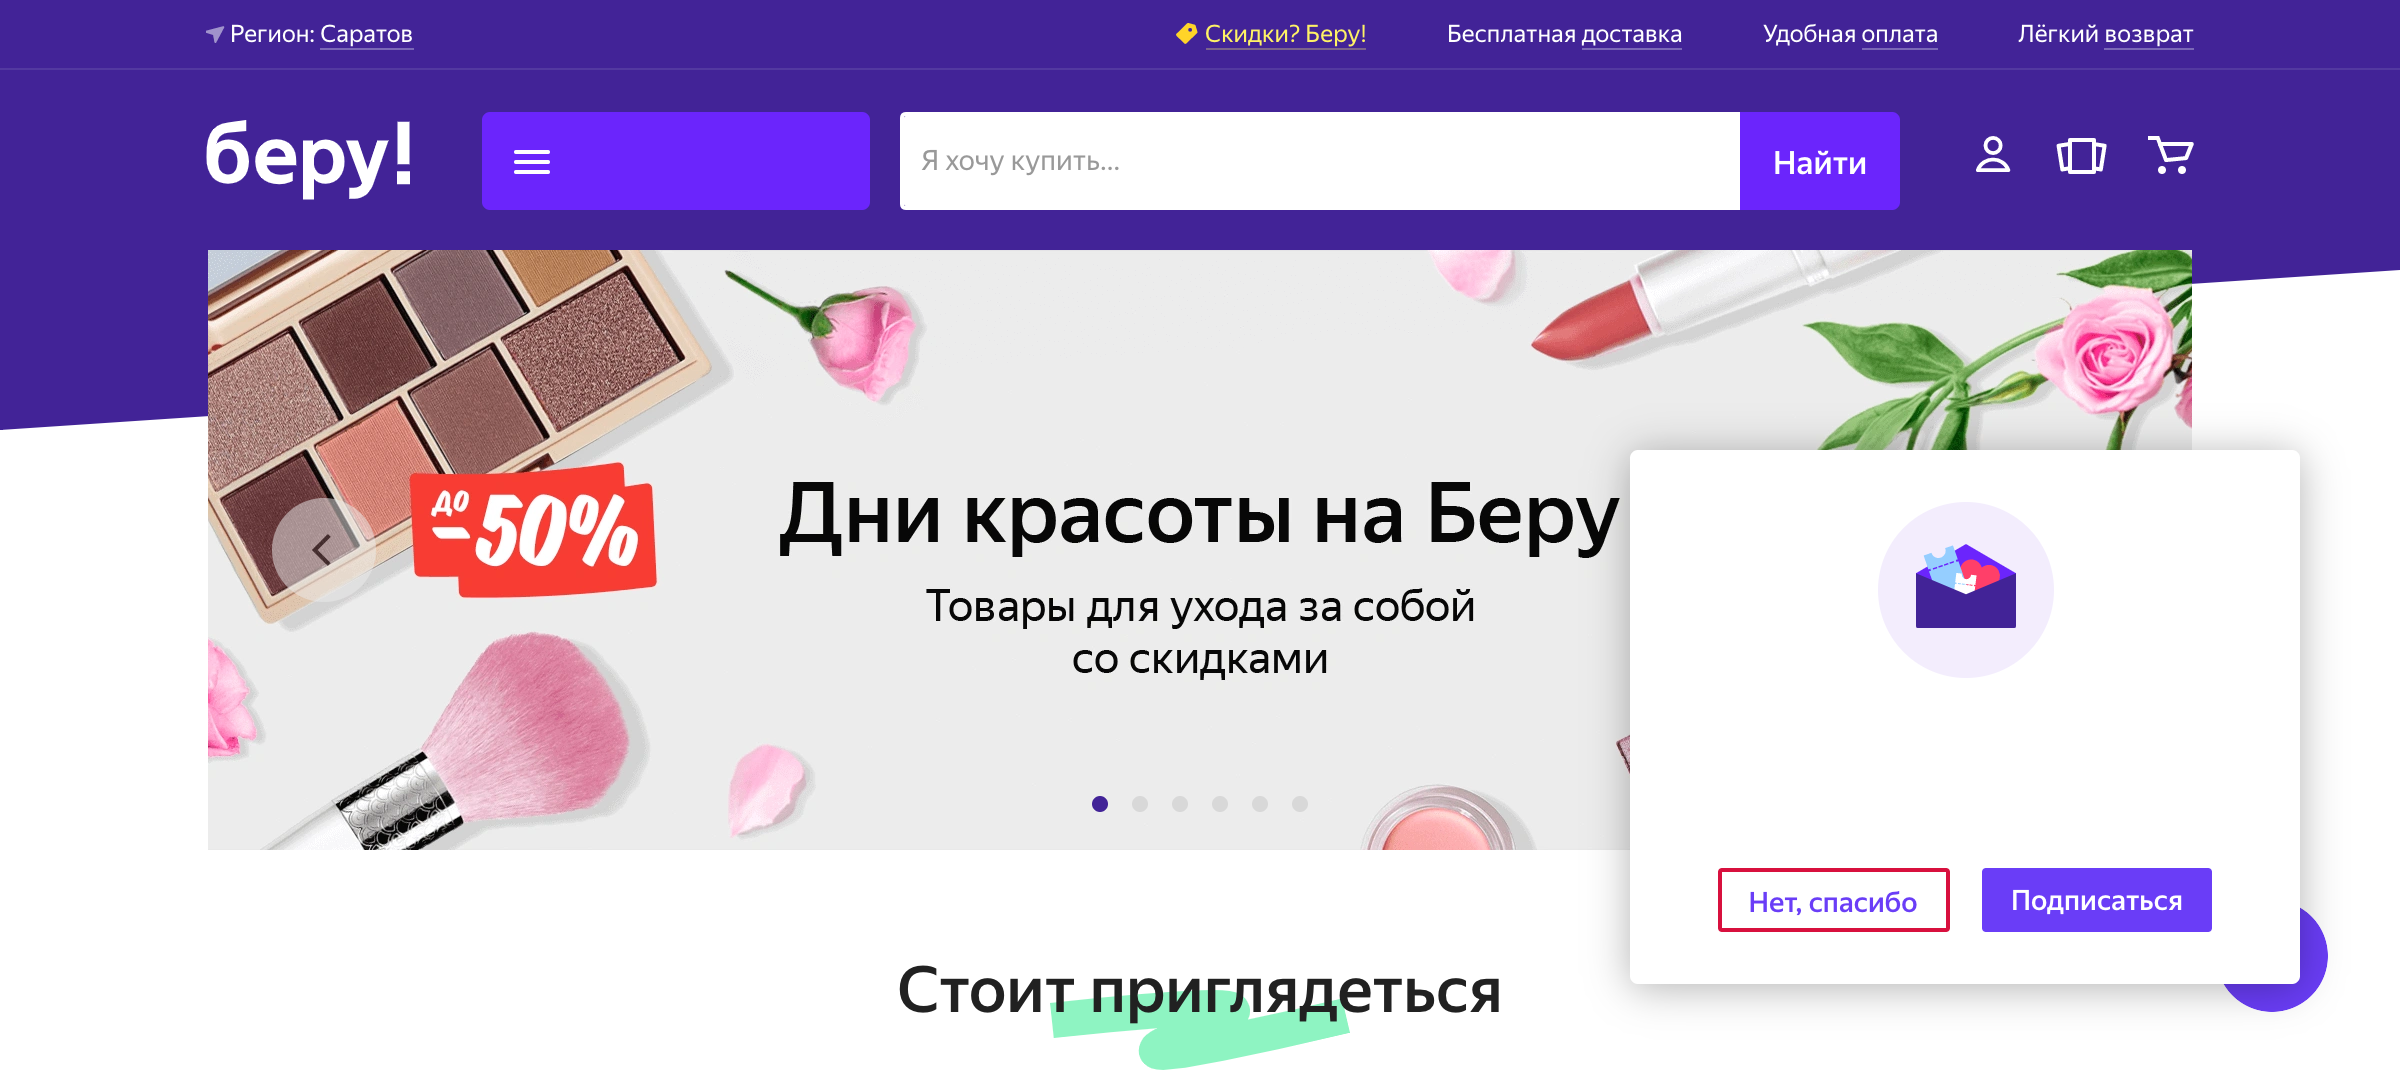 Регион: Саратов
Скидки? Беру!
Бесплатная доставка
Удобная оплата
Лёгкий возврат
беру!
Я хочу купить...
Найти
до
-50%
Дни красоты на Беру
Товары для ухода за собой
со скидками
Нет, спасибо
Подписаться
Стоит приглядеться